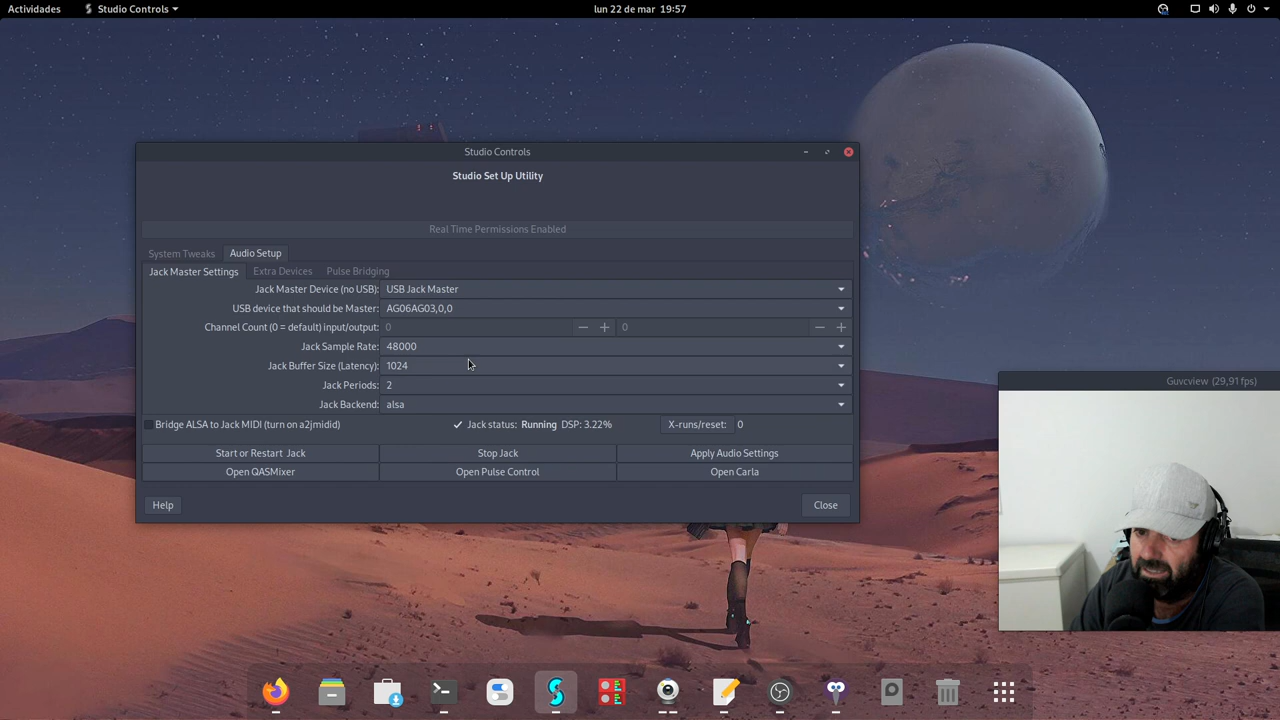 Actividades Studio Controls lun 22 de mar 19:57
Studio Controls
Studio Set Up Utility
Real Time Permissions Enabled
System Tweaks Audio Setup
Jack Master Settings Extra Devices Pulse Bridging
Jack Master Device (no USB): USB Jack Master
USB device that should be Master: AG06AG03,0,0
Channel Count (0 = default) input/output: 0 0
Jack Sample Rate: 48000
Jack Buffer Size (Latency): 1024
Jack Periods: 2
Jack Backend: alsa
Bridge ALSA to Jack MIDI (turn on a2jmidid) Jack status: Running DSP: 3.22% X-runs/reset: 0
Start or Restart Jack Stop Jack Apply Audio Settings
Open QASMixer Open Pulse Control Open Carla
Help Close
Guvcview (29,91 fps)